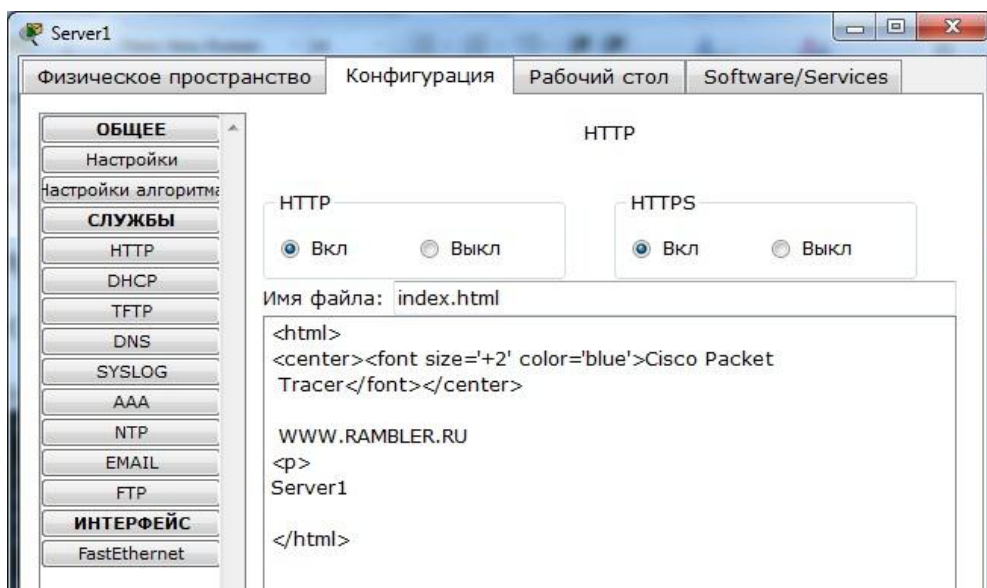 Server1
Физическое пространство Конфигурация Рабочий стол Software/Services
ОБЩЕЕ
Настройки
Настройки алгоритма
СЛУЖБЫ
HTTP
DHCP
TFTP
DNS
SYSLOG
AAA
NTP
EMAIL
FTP
ИНТЕРФЕЙС
FastEthernet
HTTP
HTTP
Вкл Выкл
HTTPS
Вкл Выкл
Имя файла: index.html
<html>
<center><font size='+2' color='blue'>Cisco Packet
Tracer</font></center>
WWW.RAMBLER.RU
<p>
Server1
</html>